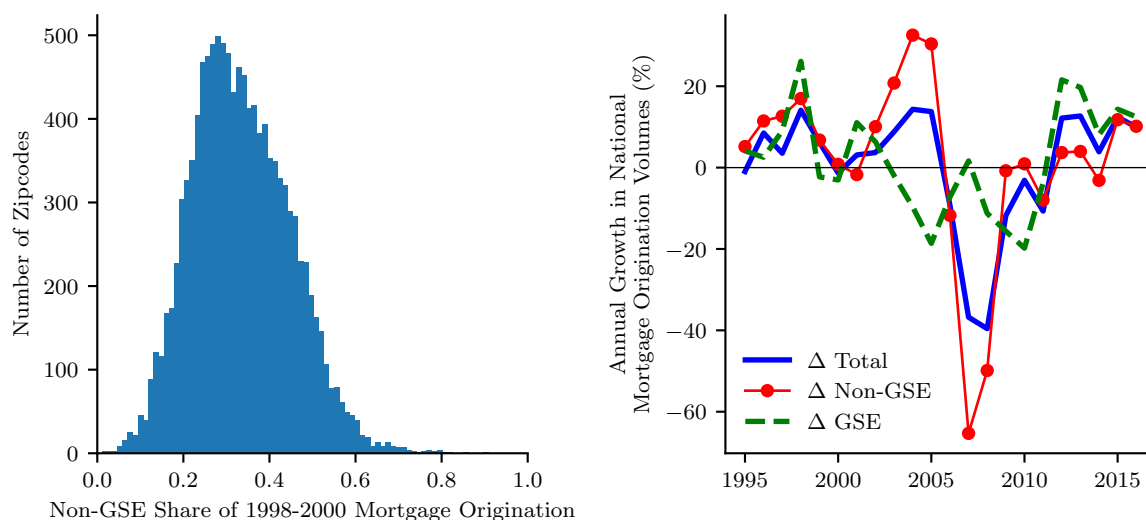 500
400
300
200
100
0
Number of Zipcodes
0.0 0.2 0.4 0.6 0.8 1.0
Non-GSE Share of 1998-2000 Mortgage Origination
Annual Growth in National
Mortgage Origination Volumes (%)
20
0
−20
−40
−60
Δ Total
Δ Non-GSE
Δ GSE
1995 2000 2005 2010 2015